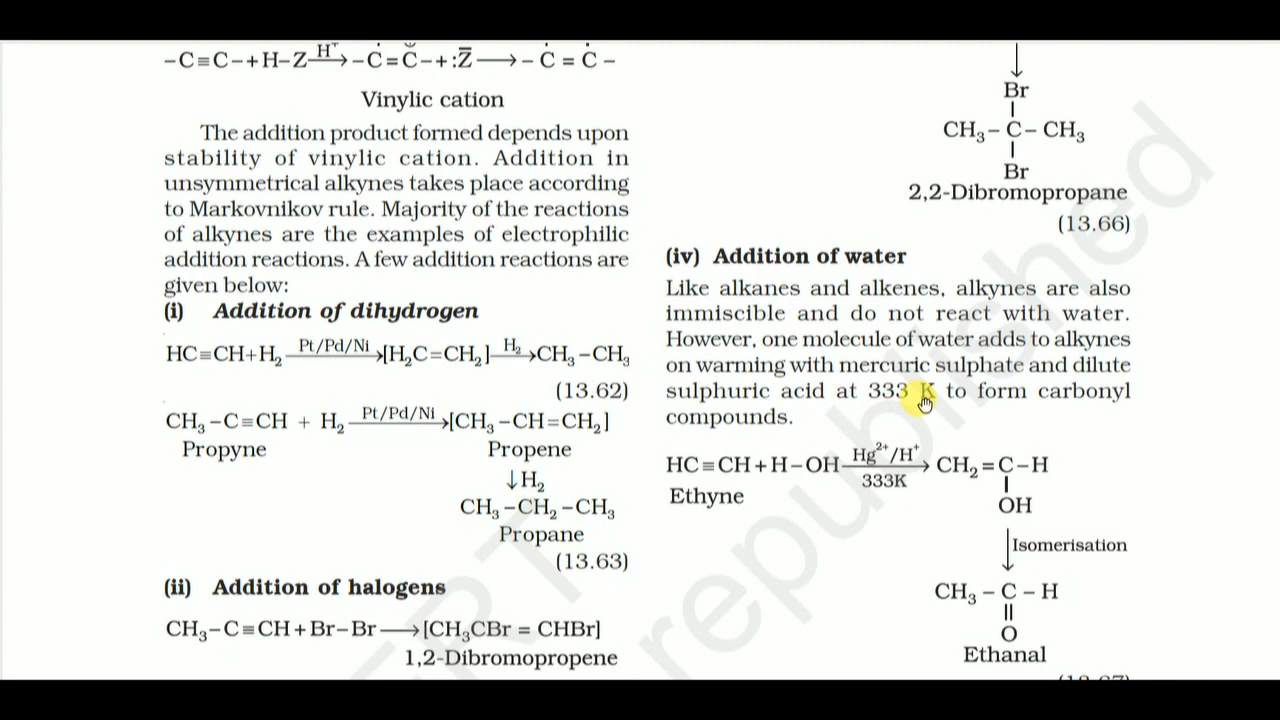 –C≡C–+H–Z H⁺→ –Ċ=C–+:Z̄ ⟶ – Ċ = Ċ –
Vinylic cation
The addition product formed depends upon
stability of vinylic cation. Addition in
unsymmetrical alkynes takes place according
to Markovnikov rule. Majority of the reactions
of alkynes are the examples of electrophilic
addition reactions. A few addition reactions are
given below:
(i) Addition of dihydrogen
HC≡CH+H₂ Pt/Pd/Ni→[H₂C=CH₂] H₂→CH₃–CH₃
(13.62)
CH₃–C≡CH + H₂ Pt/Pd/Ni→[CH₃–CH=CH₂]
Propyne Propene
↓H₂
CH₃–CH₂–CH₃
Propane
(13.63)
(ii) Addition of halogens
CH₃–C≡CH+Br–Br⟶[CH₃CBr = CHBr]
1,2-Dibromopropene
↓
Br
|
CH₃– C – CH₃
|
Br
2,2-Dibromopropane
(13.66)
(iv) Addition of water
Like alkanes and alkenes, alkynes are also
immiscible and do not react with water.
However, one molecule of water adds to alkynes
on warming with mercuric sulphate and dilute
sulphuric acid at 333 K to form carbonyl
compounds.
HC≡CH+H–OH Hg²⁺/H⁺→ CH₂=C–H
333K
|
Ethyne OH
↓Isomerisation
CH₃ – C – H
||
O
Ethanal
republished